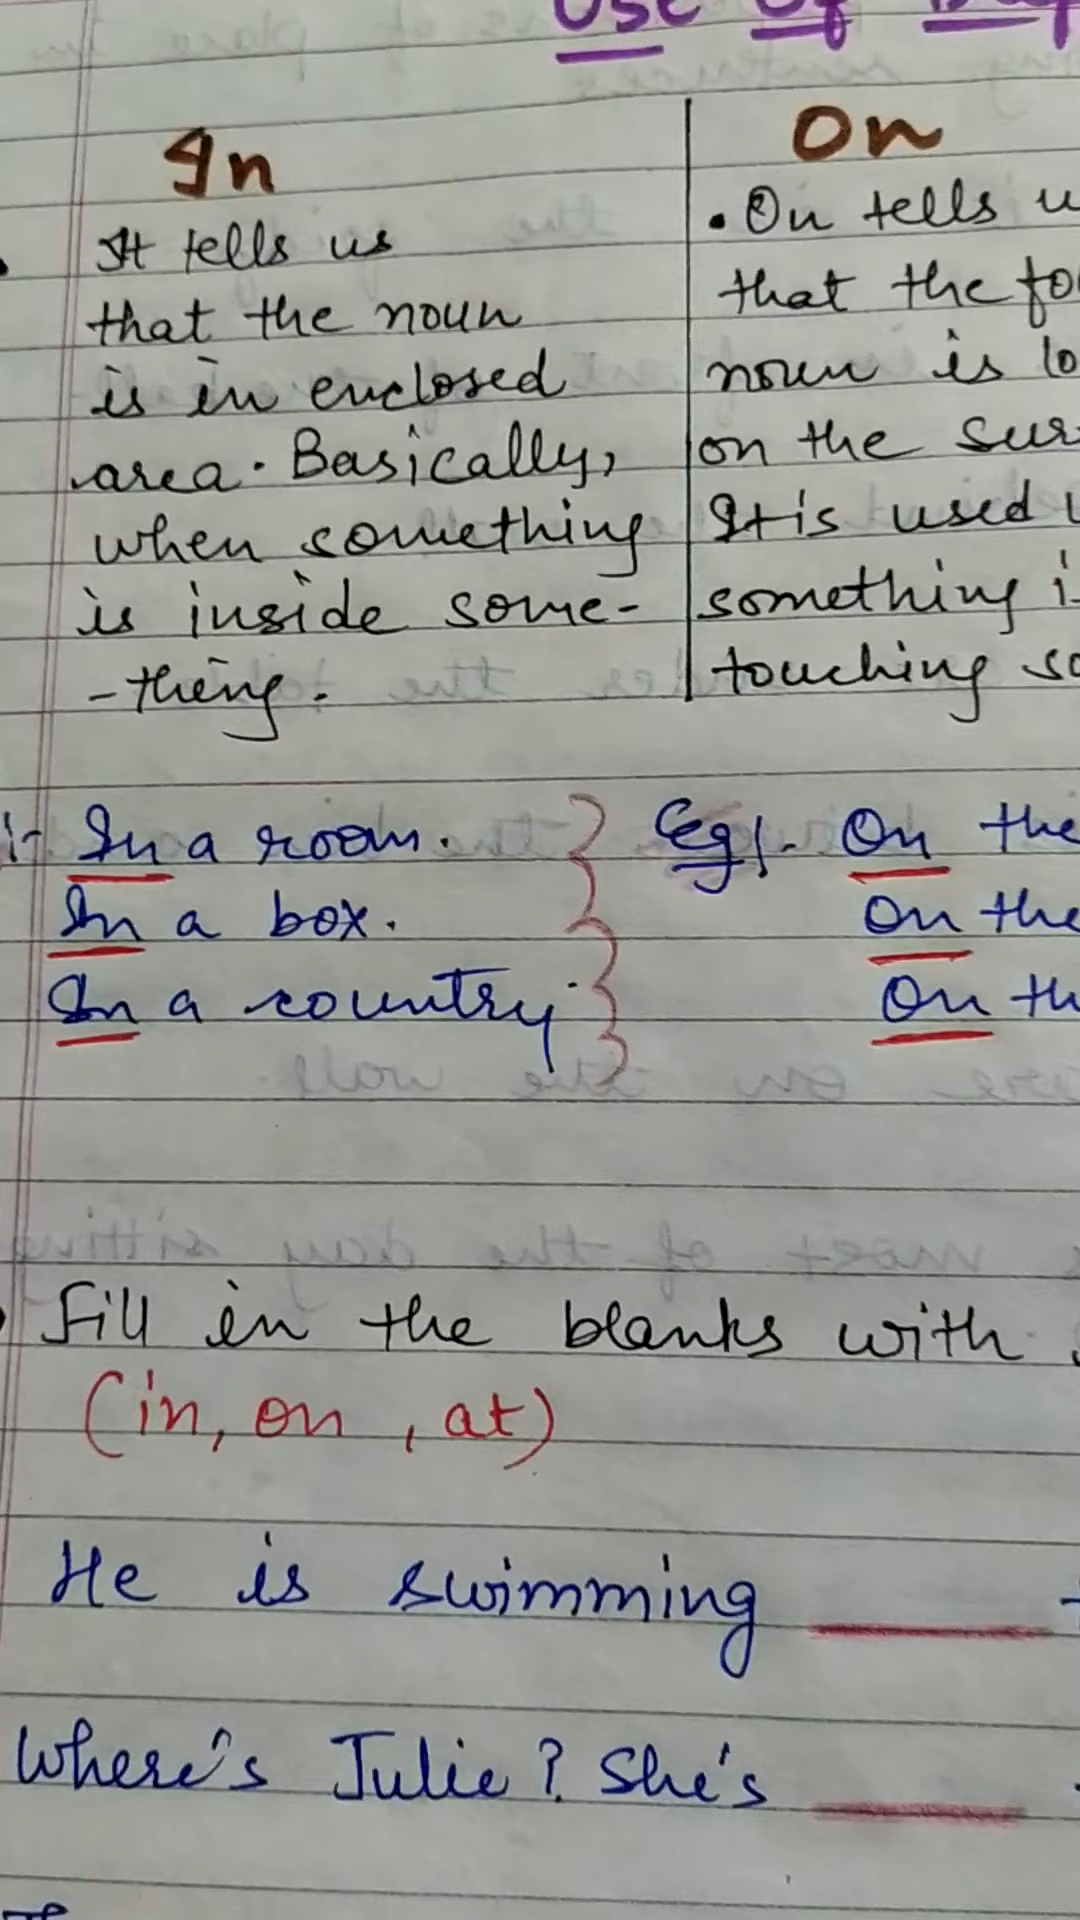 Use of
In
On
It tells us
that the noun
is in enclosed
area. Basically,
when something
is inside some-
-thing.
. On tells
that the
noun is
on the
It is used
something
touching
In a room.
In a box.
In a country.
Eg:- On the
On the
On
Fill in the blanks with
(in, on, at)
He is swimming ____
Where's Julie? She's ____